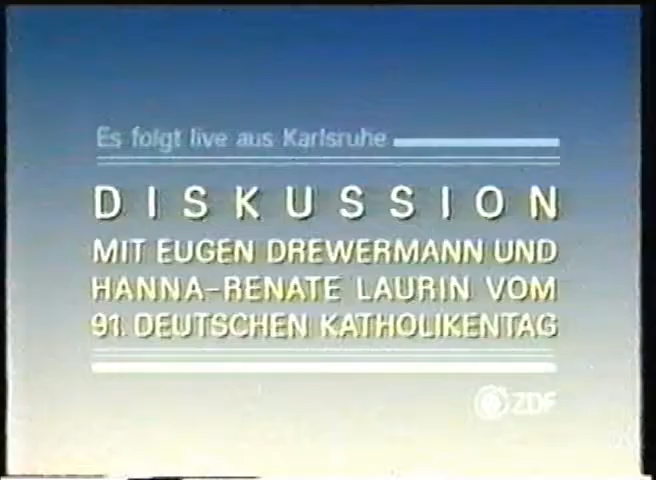 Es folgt live aus Karlsruhe
DISKUSSION
MIT EUGEN DREWERMANN UND
HANNA-RENATE LAURIN VOM
91. DEUTSCHEN KATHOLIKENTAG
ZDF